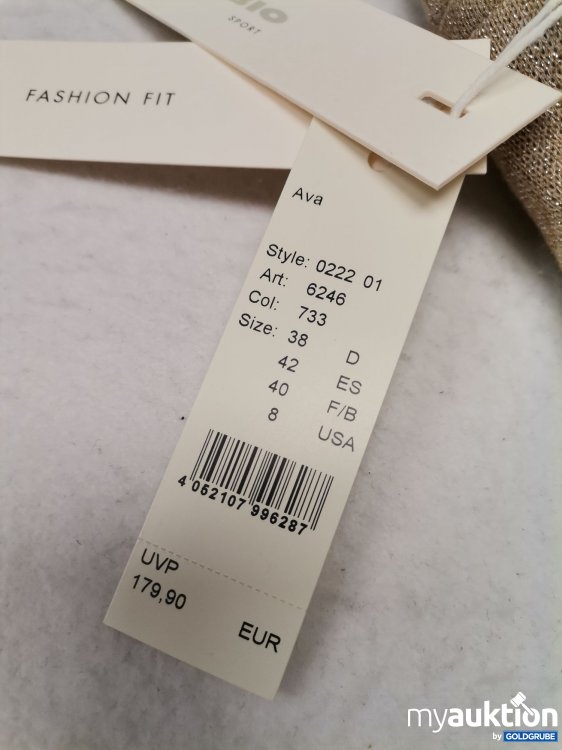 SPORT
FASHION FIT
Ava
Style: 0222 01
Art: 6246
Col: 733
Size: 38 D
42 ES
40 F/B
8 USA
4 062107 996287
UVP
179,90 EUR
myauktion
by GOLDGRUBE